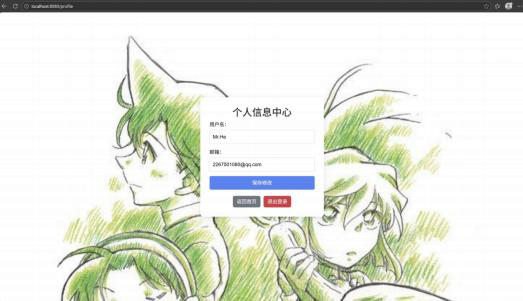 localhost:8080/profile
个人信息中心
用户名:
Mr.He
邮箱:
2267501080@qq.com
保存修改
返回首页 退出登录